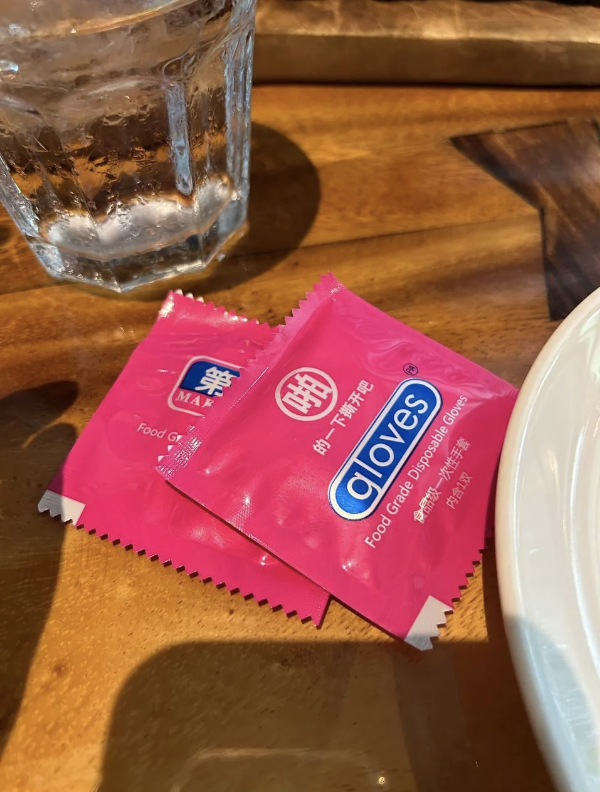 啪
的一下撕开吧
gloves
Food Grade Disposable Gloves
食品级一次性手套
内含1双
第
MA
Food G